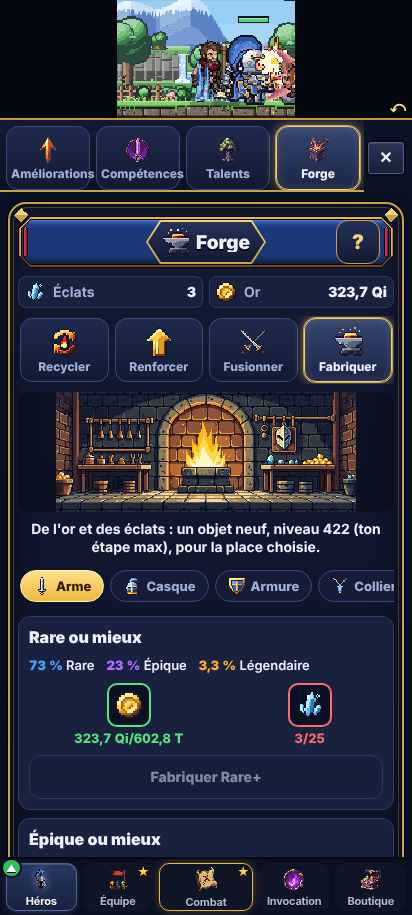 Améliorations
Compétences
Talents
Forge
×
Forge
?
Éclats 3
Or 323,7 Qi
Recycler
Renforcer
Fusionner
Fabriquer
De l'or et des éclats : un objet neuf, niveau 422 (ton
étape max), pour la place choisie.
Arme
Casque
Armure
Collier
Rare ou mieux
73 % Rare 23 % Épique 3,3 % Légendaire
323,7 Qi/602,8 T
3/25
Fabriquer Rare+
Épique ou mieux
Héros
Équipe
Combat
Invocation
Boutique